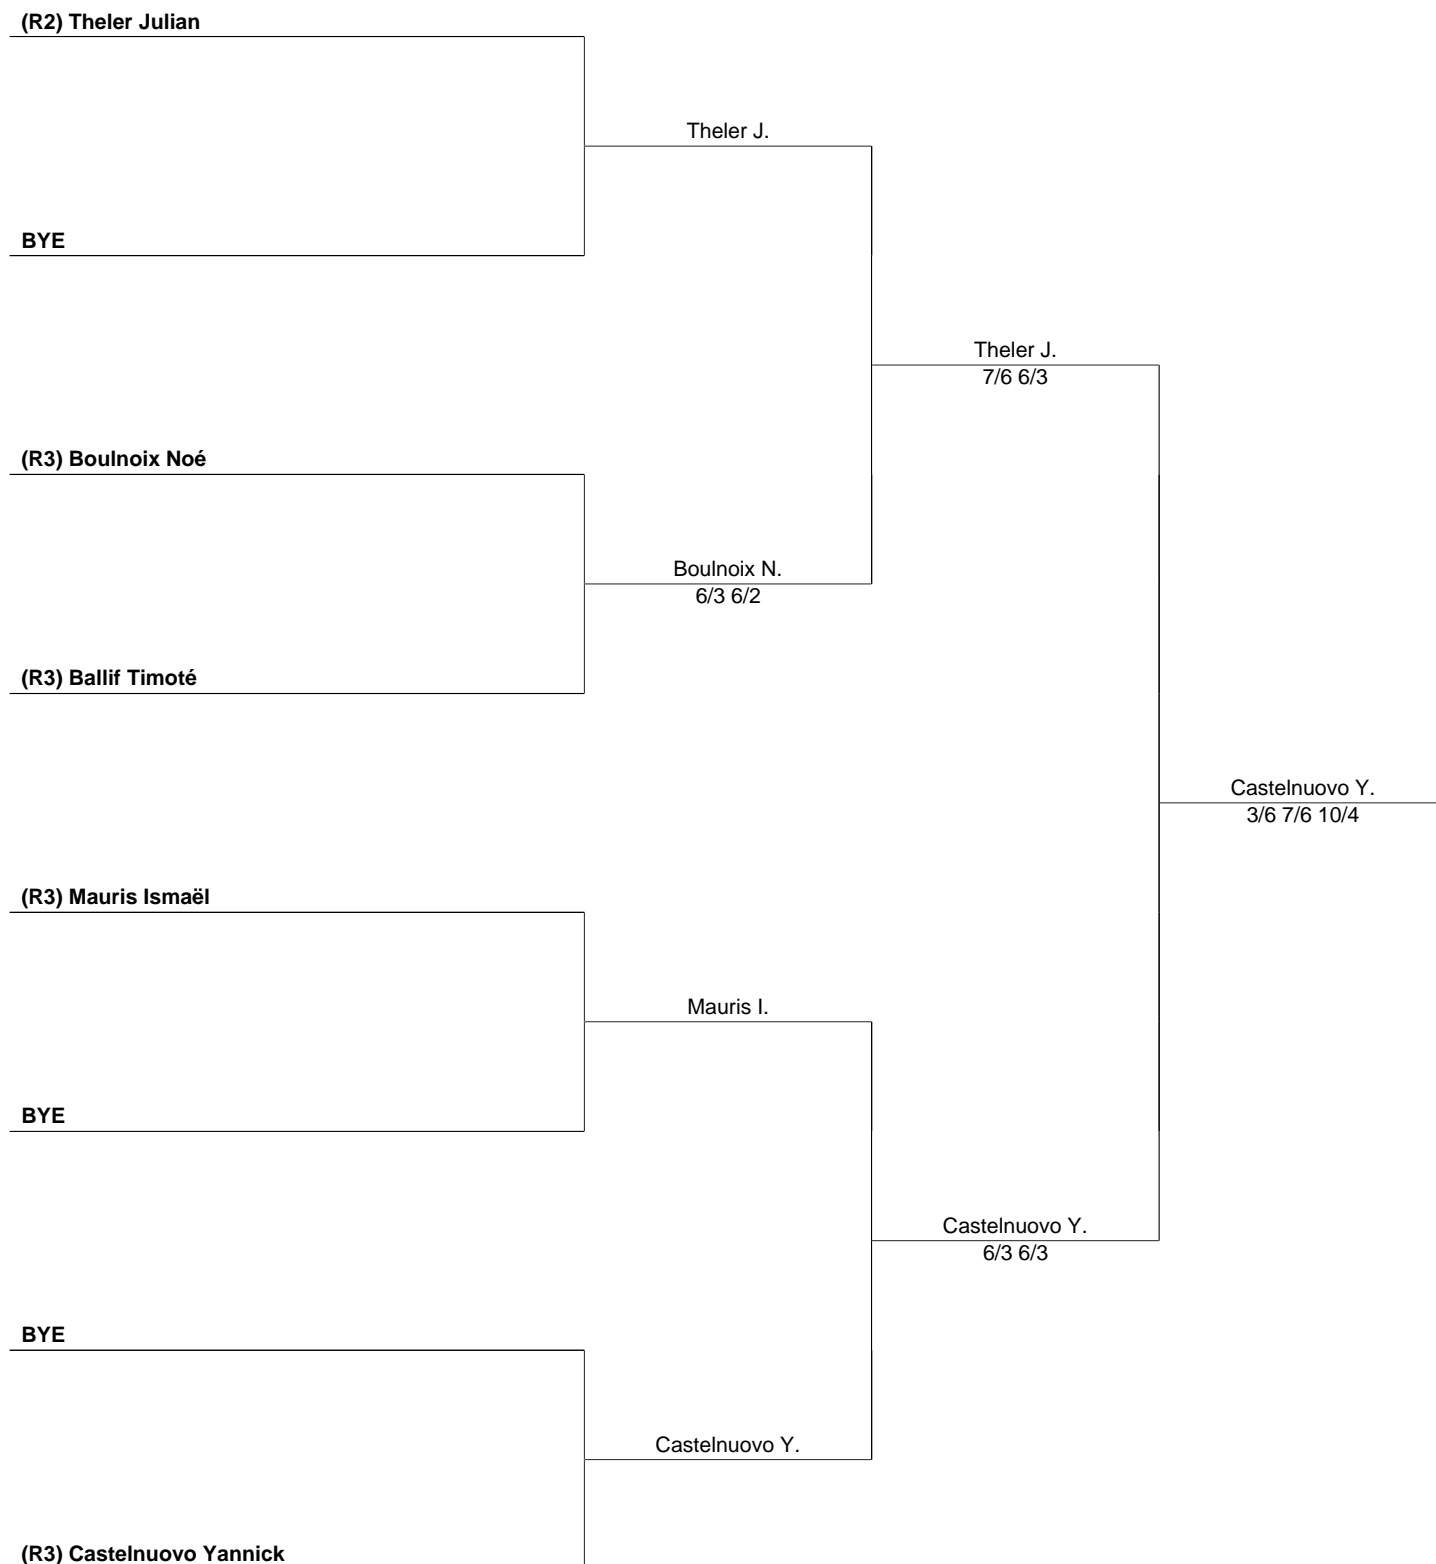 (R2) Theler Julian
Theler J.
BYE
Theler J.
7/6 6/3
(R3) Boulnoix Noé
Boulnoix N.
6/3 6/2
(R3) Ballif Timoté
Castelnuovo Y.
3/6 7/6 10/4
(R3) Mauris Ismaël
Mauris I.
BYE
Castelnuovo Y.
6/3 6/3
BYE
Castelnuovo Y.
(R3) Castelnuovo Yannick